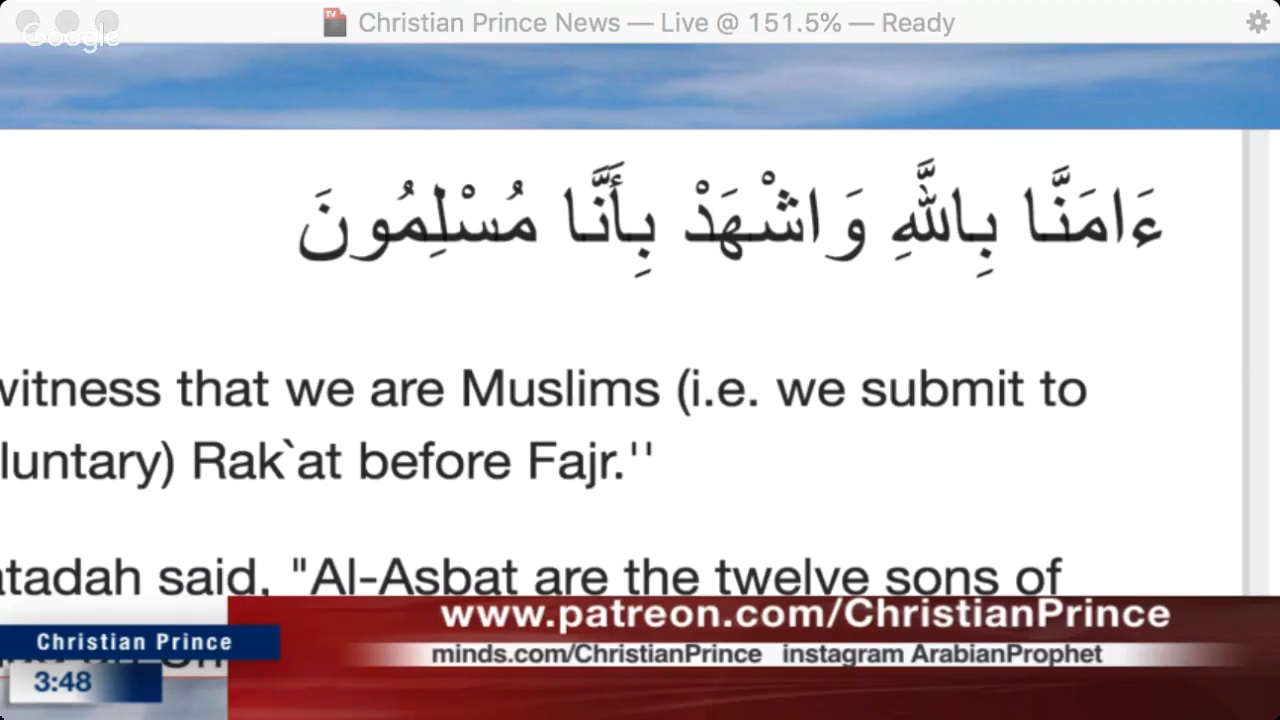 Christian Prince News — Live @ 151.5% — Ready
Google
ءَامَنَّا بِاللَّهِ وَاشْهَدْ بِأَنَّا مُسْلِمُونَ
witness that we are Muslims (i.e. we submit to
luntary) Rak`at before Fajr.''
atadah said, "Al-Asbat are the twelve sons of
www.patreon.com/ChristianPrince
Christian Prince
minds.com/ChristianPrince instagram ArabianProphet
3:48